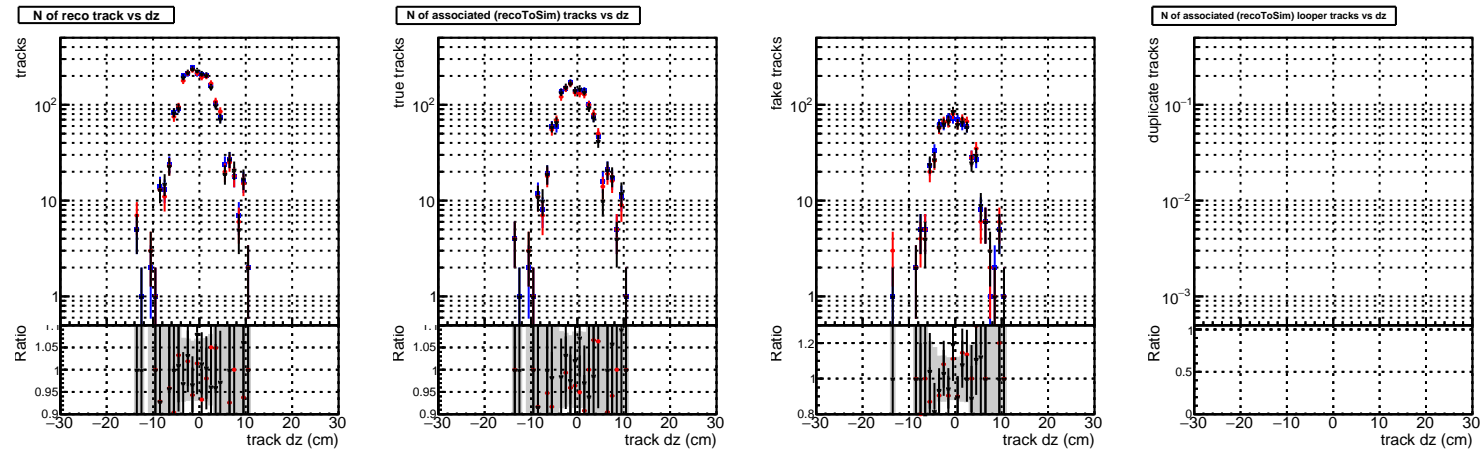 N of reco track vs dz
tracks
10²
10
1
Ratio
1.1
1.05
1
0.95
0.9
−30 −20 −10 0 10 20 30
track dz (cm)
N of associated (recoToSim) tracks vs dz
true tracks
10²
10
1
Ratio
1.1
1.05
1
0.95
0.9
−30 −20 −10 0 10 20 30
track dz (cm)
fake tracks
10²
10
1
Ratio
1.2
1
0.8
−30 −20 −10 0 10 20 30
track dz (cm)
N of associated (recoToSim) looper tracks vs dz
duplicate tracks
10⁻¹
10⁻²
10⁻³
Ratio
1
0.5
0
−30 −20 −10 0 10 20 30
track dz (cm)